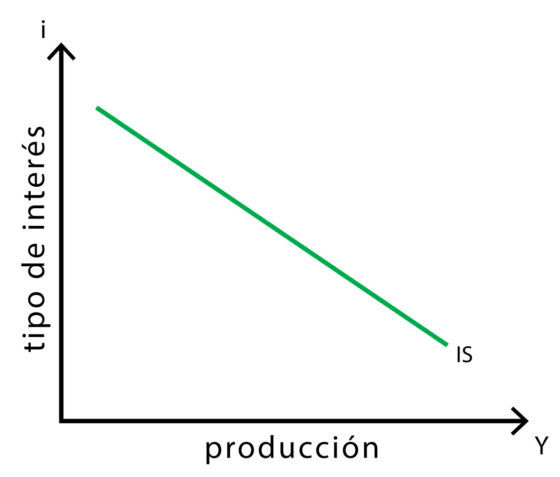 i
tipo de interés
IS
Y
producción